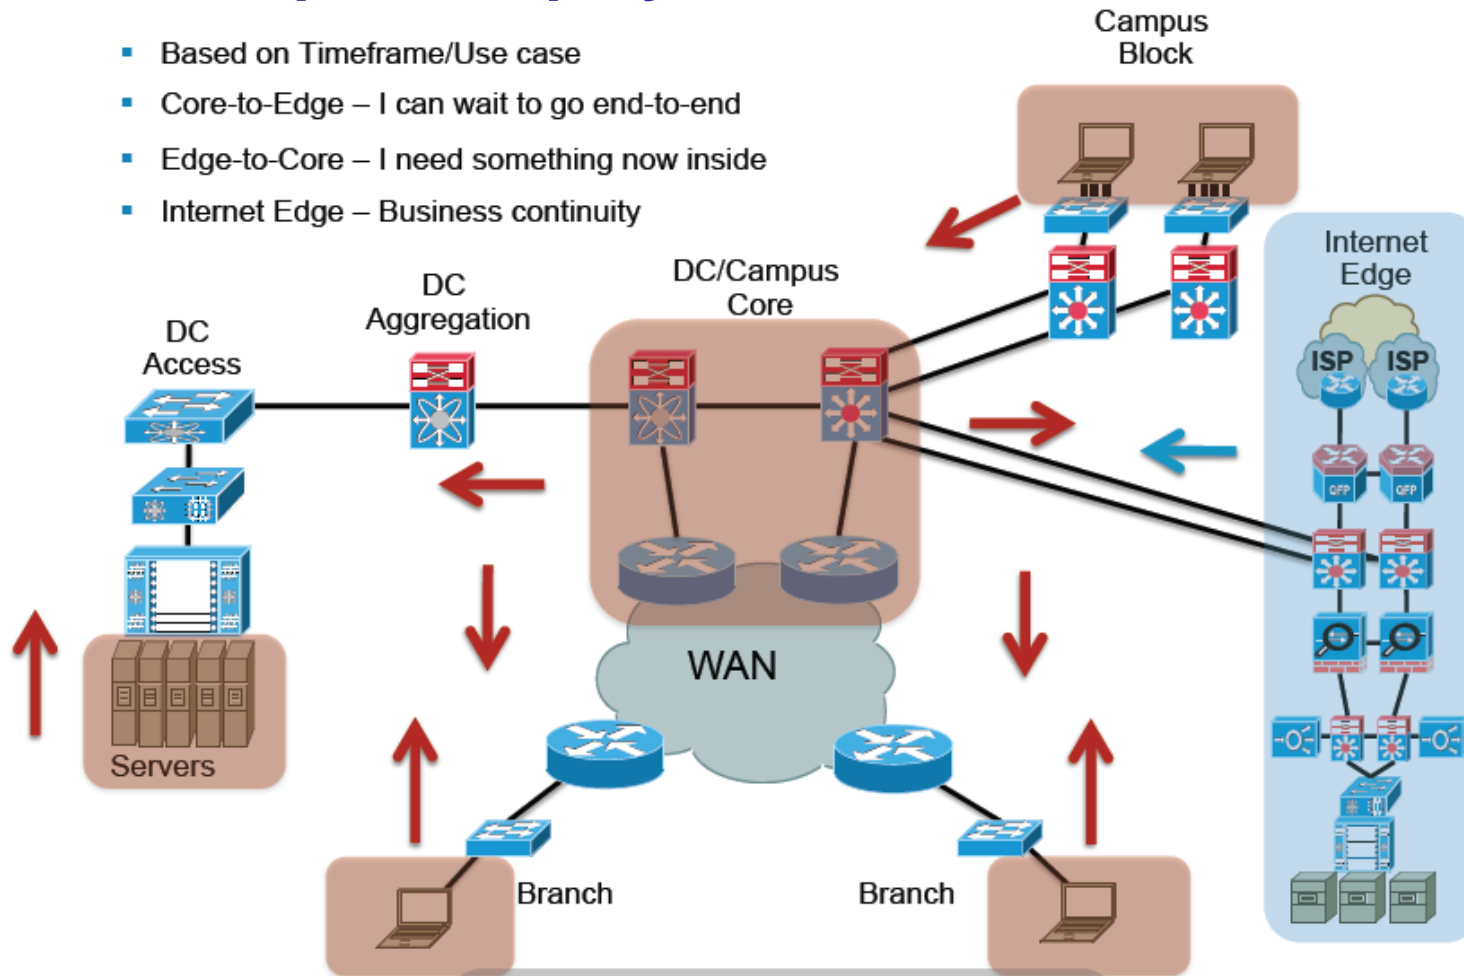 Based on Timeframe/Use case
Core-to-Edge – I can wait to go end-to-end
Edge-to-Core – I need something now inside
Internet Edge – Business continuity
Campus
Block
Internet
Edge
DC/Campus
Core
DC
Aggregation
DC
Access
ISP
ISP
QFP
QFP
WAN
Servers
Branch
Branch